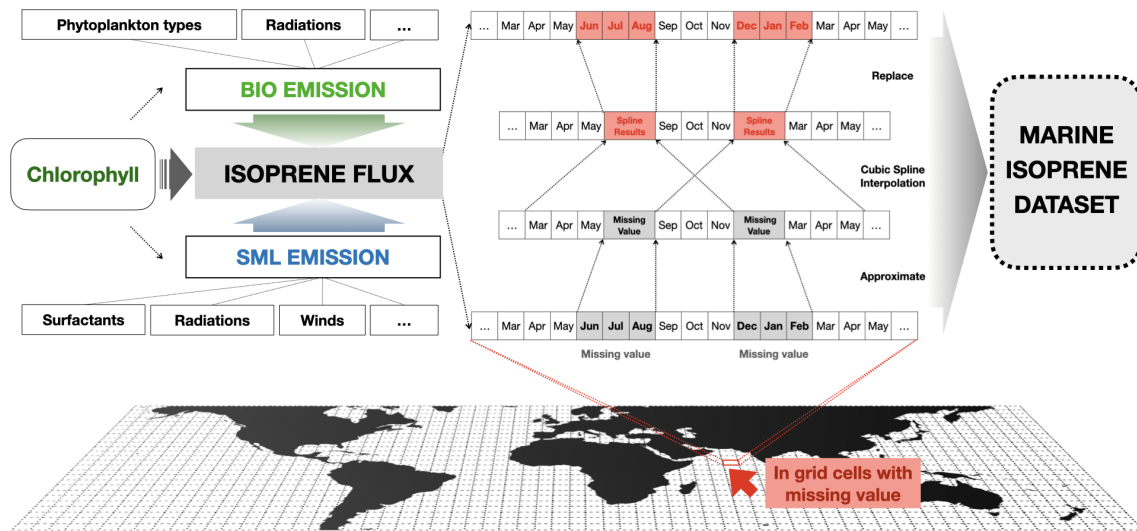 Phytoplankton types
Radiations
...
BIO EMISSION
Chlorophyll
ISOPRENE FLUX
SML EMISSION
Surfactants
Radiations
Winds
...
... Mar Apr May Jun Jul Aug Sep Oct Nov Dec Jan Feb Mar Apr May ...
Replace
... Mar Apr May Spline Results Sep Oct Nov Spline Results Mar Apr May ...
Cubic Spline
Interpolation
... Mar Apr May Missing Value Sep Oct Nov Missing Value Mar Apr May ...
Approximate
... Mar Apr May Jun Jul Aug Sep Oct Nov Dec Jan Feb Mar Apr May ...
Missing value
Missing value
MARINE
ISOPRENE
DATASET
In grid cells with
missing value